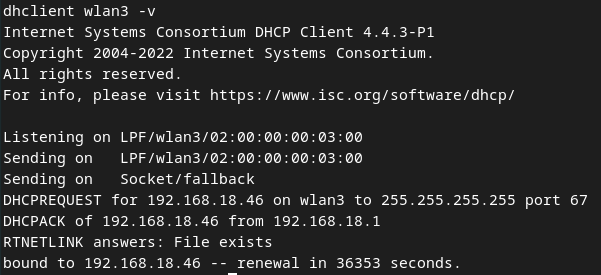 dhclient wlan3 -v
Internet Systems Consortium DHCP Client 4.4.3-P1
Copyright 2004-2022 Internet Systems Consortium.
All rights reserved.
For info, please visit https://www.isc.org/software/dhcp/

Listening on LPF/wlan3/02:00:00:00:03:00
Sending on   LPF/wlan3/02:00:00:00:03:00
Sending on   Socket/fallback
DHCPREQUEST for 192.168.18.46 on wlan3 to 255.255.255.255 port 67
DHCPACK of 192.168.18.46 from 192.168.18.1
RTNETLINK answers: File exists
bound to 192.168.18.46 -- renewal in 36353 seconds.